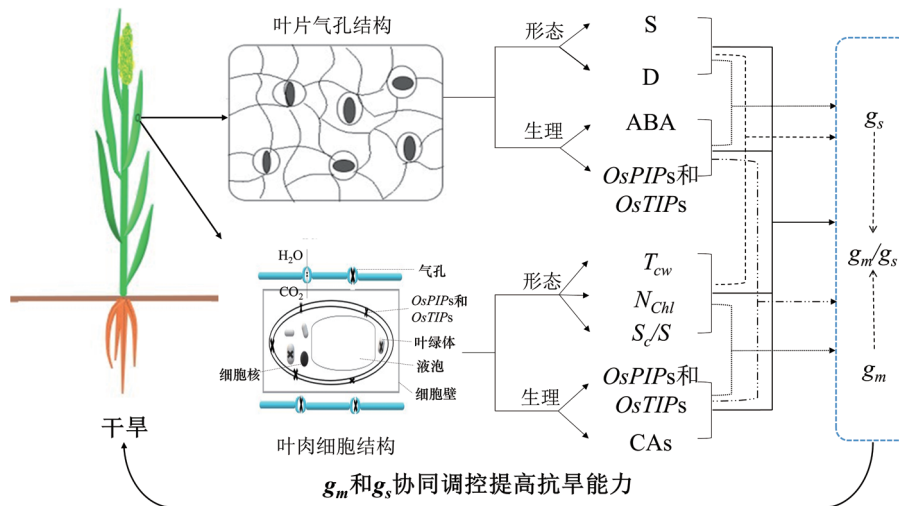 叶片气孔结构
形态
S
D
生理
ABA
OsPIPs和
OsTIPs
gs
gm/gs
gm
H₂O
气孔
CO₂
OsPIPs和
OsTIPs
叶绿体
液泡
细胞核
细胞壁
叶肉细胞结构
形态
Tcw
NChl
Sc/S
生理
OsPIPs和
OsTIPs
CAs
干旱
gm和gs协同调控提高抗旱能力